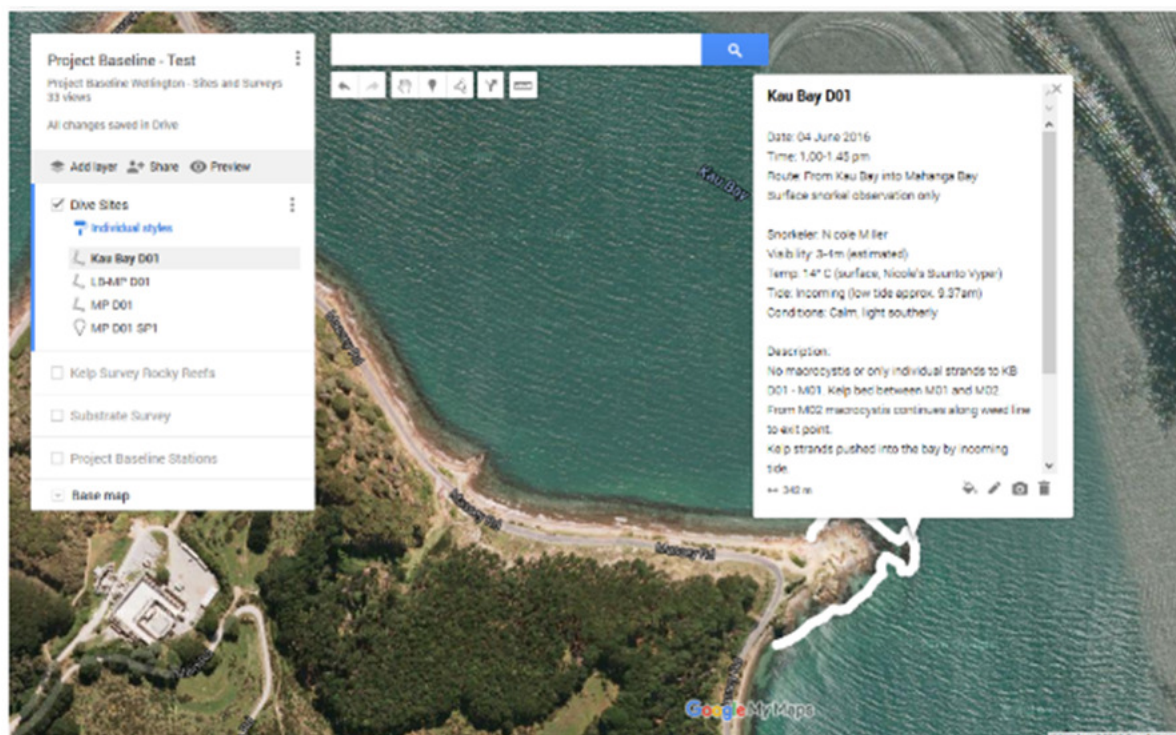 Project Baseline - Test
Project Baseline Wellington - Sites and Surveys
33 views
All changes saved in Drive
Add layer Share Preview
Dive Sites
Individual styles
Kau Bay D01
LB-MP D01
MP D01
MP D01 SP1
Kelp Survey Rocky Reefs
Substrate Survey
Project Baseline Stations
Base map
Kau Bay D01
Date: 04 June 2016
Time: 1.00-1.45 pm
Route: From Kau Bay into Mahanga Bay
Surface snorkel observation only
Snorkeler: Nicole Miller
Visibility: 3-4m (estimated)
Temp: 14° C (surface, Nicole's Suunto Vyper)
Tide: Incoming (low tide approx. 9.37am)
Conditions: Calm, light southerly
Description:
No macrocystis or only individual strands to KB
D01 - M01. Kelp bed between M01 and M02.
From M02 macrocystis continues along weed line
to exit point.
Kelp strands pushed into the bay by incoming
tide.
342 m
Kau Bay
Massey Rd
Massey Rd
Massey Rd
Massey Rd
Rd
Google My Maps